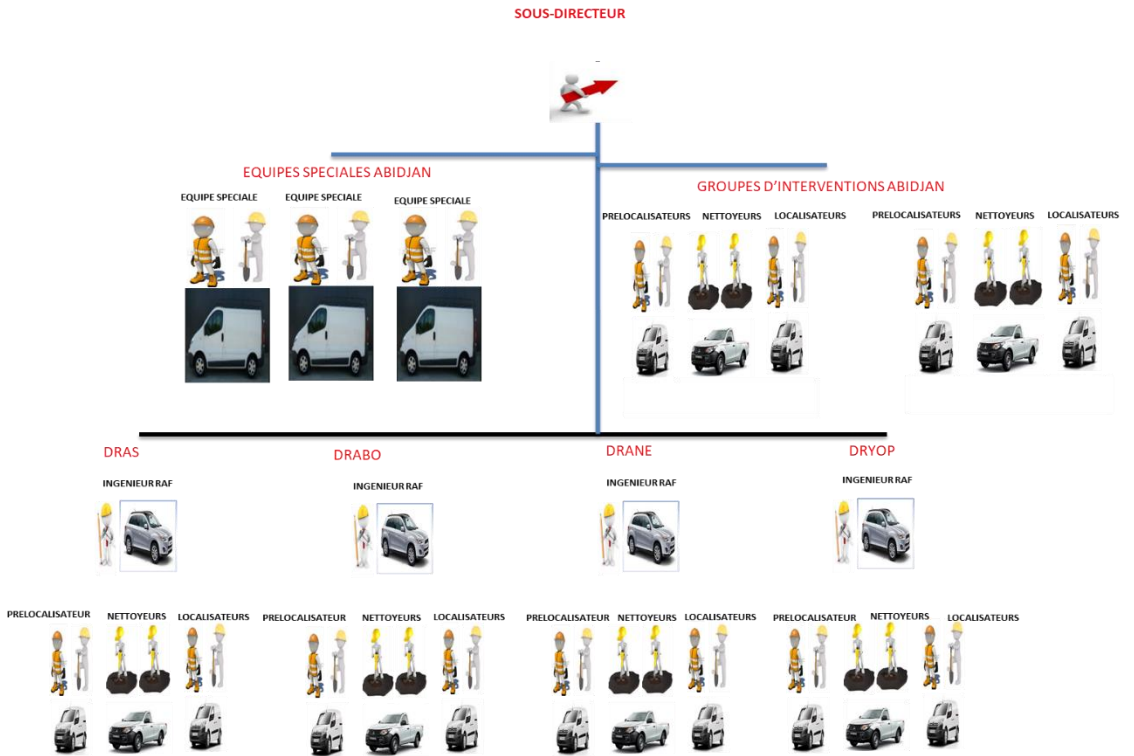 SOUS-DIRECTEUR
EQUIPES SPECIALES ABIDJAN
EQUIPE SPECIALE
EQUIPE SPECIALE
EQUIPE SPECIALE
GROUPES D'INTERVENTIONS ABIDJAN
PRELOCALISATEURS NETTOYEURS LOCALISATEURS
PRELOCALISATEURS NETTOYEURS LOCALISATEURS
DRAS
DRABO
DRANE
DRYOP
INGENIEUR RAF
INGENIEUR RAF
INGENIEUR RAF
INGENIEUR RAF
PRELOCALISATEUR NETTOYEURS LOCALISATEURS
PRELOCALISATEUR NETTOYEURS LOCALISATEURS
PRELOCALISATEUR NETTOYEURS LOCALISATEURS
PRELOCALISATEUR NETTOYEURS LOCALISATEURS